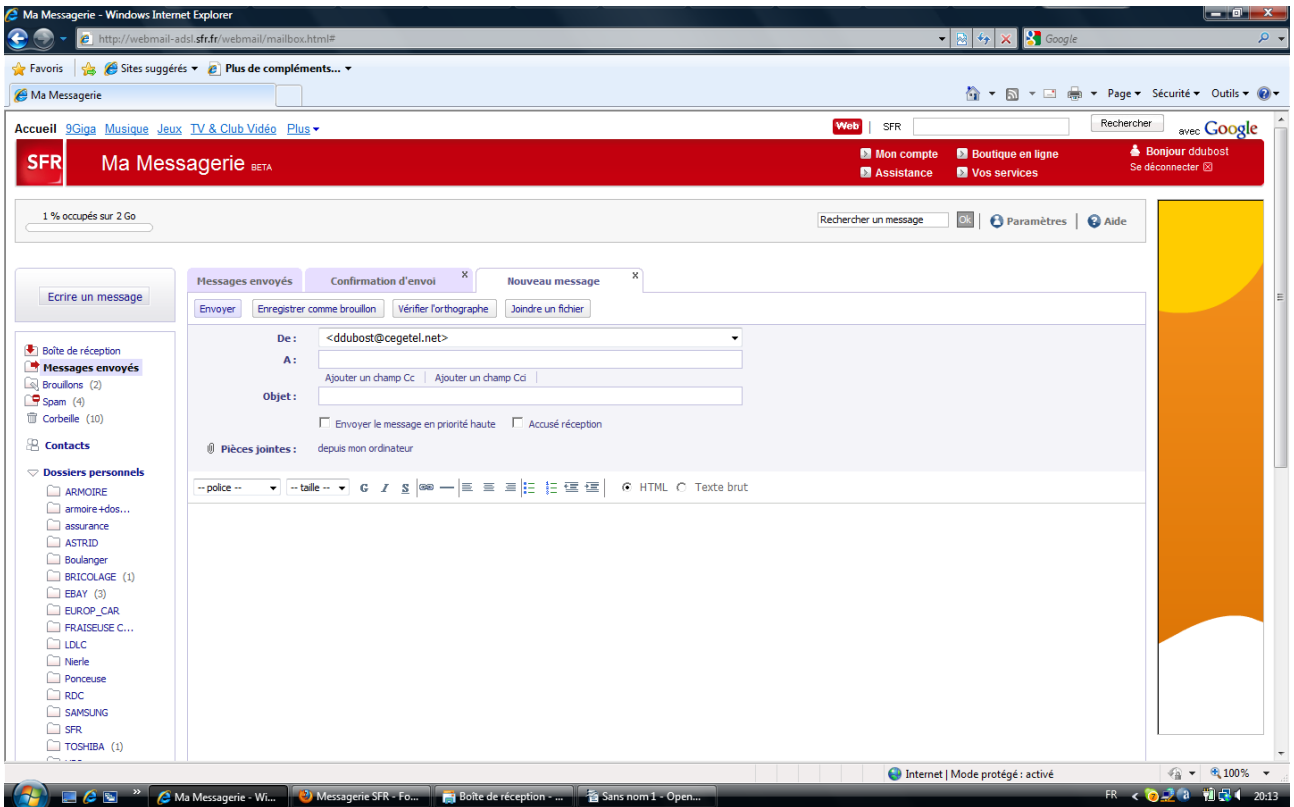 Ma Messagerie - Windows Internet Explorer
http://webmail-adsl.sfr.fr/webmail/mailbox.html#
Google
Favoris Sites suggérés Plus de compléments...
Ma Messagerie
Page Sécurité Outils
Accueil 9Giga Musique Jeux TV & Club Vidéo Plus
Web SFR Rechercher avec Google
SFR Ma Messagerie BETA
Mon compte Boutique en ligne
Assistance Vos services
Bonjour ddubost
Se déconnecter
1 % occupés sur 2 Go
Rechercher un message Ok Paramètres Aide
Ecrire un message
Messages envoyés Confirmation d'envoi x Nouveau message x
Envoyer Enregistrer comme brouillon Vérifier l'orthographe Joindre un fichier
De : <ddubost@cegetel.net>
A :
Ajouter un champ Cc Ajouter un champ Cci
Objet :
Envoyer le message en priorité haute Accusé réception
Pièces jointes : depuis mon ordinateur
-- police -- -- taille -- G I S HTML Texte brut
Boîte de réception
Messages envoyés
Brouillons (2)
Spam (4)
Corbeille (10)
Contacts
Dossiers personnels
ARMOIRE
armoire+dos...
assurance
ASTRID
Boulanger
BRICOLAGE (1)
EBAY (3)
EUROP_CAR
FRAISEUSE C...
LDLC
Nierle
Ponceuse
RDC
SAMSUNG
SFR
TOSHIBA (1)
Internet | Mode protégé : activé 100%
Ma Messagerie - Wi... Messagerie SFR - Fo... Boîte de réception - ... Sans nom 1 - Open... FR 20:13